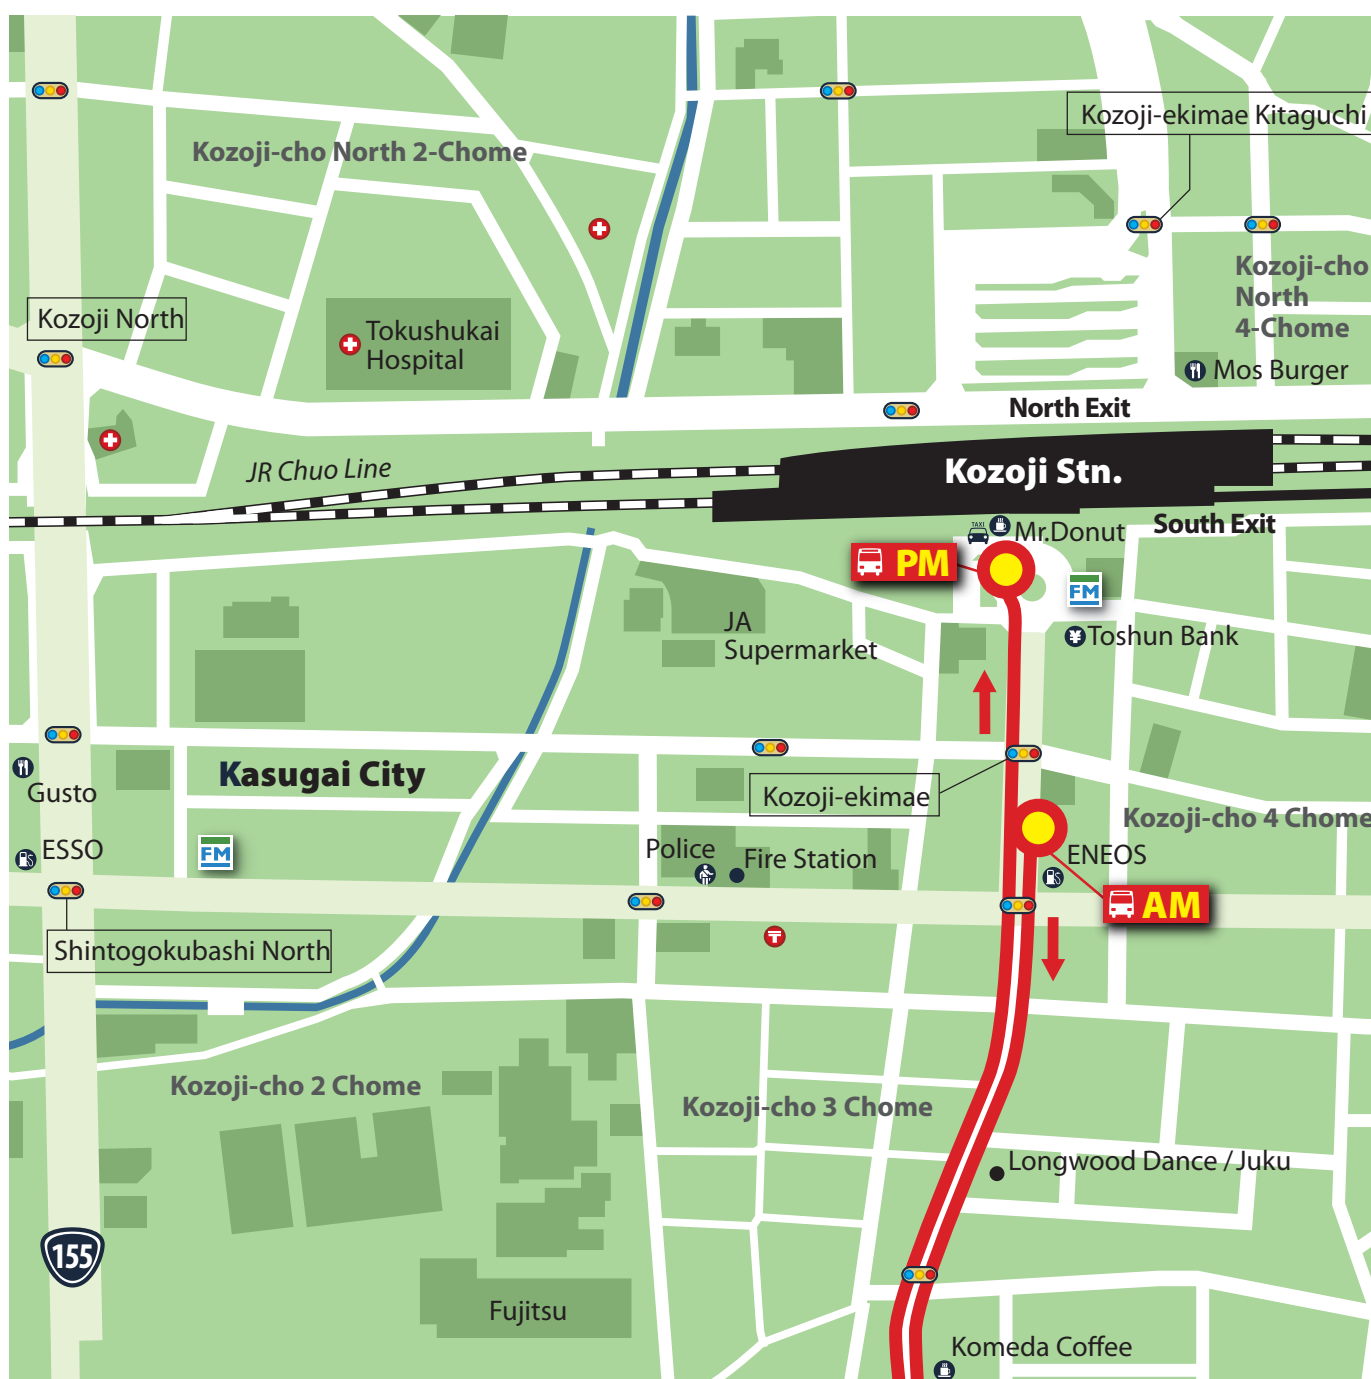 Kozoji-ekimae Kitaguchi
Kozoji-cho North 2-Chome
Kozoji-cho
North
4-Chome
Kozoji North
Tokushukai
Hospital
Mos Burger
North Exit
JR Chuo Line
Kozoji Stn.
TAXI
Mr.Donut
South Exit
PM
FM
JA
Supermarket
¥
Toshun Bank
Kasugai City
Gusto
Kozoji-ekimae
Kozoji-cho 4 Chome
ESSO
FM
Police
Fire Station
ENEOS
AM
〒
Shintogokubashi North
Kozoji-cho 2 Chome
Kozoji-cho 3 Chome
Longwood Dance / Juku
155
Fujitsu
Komeda Coffee